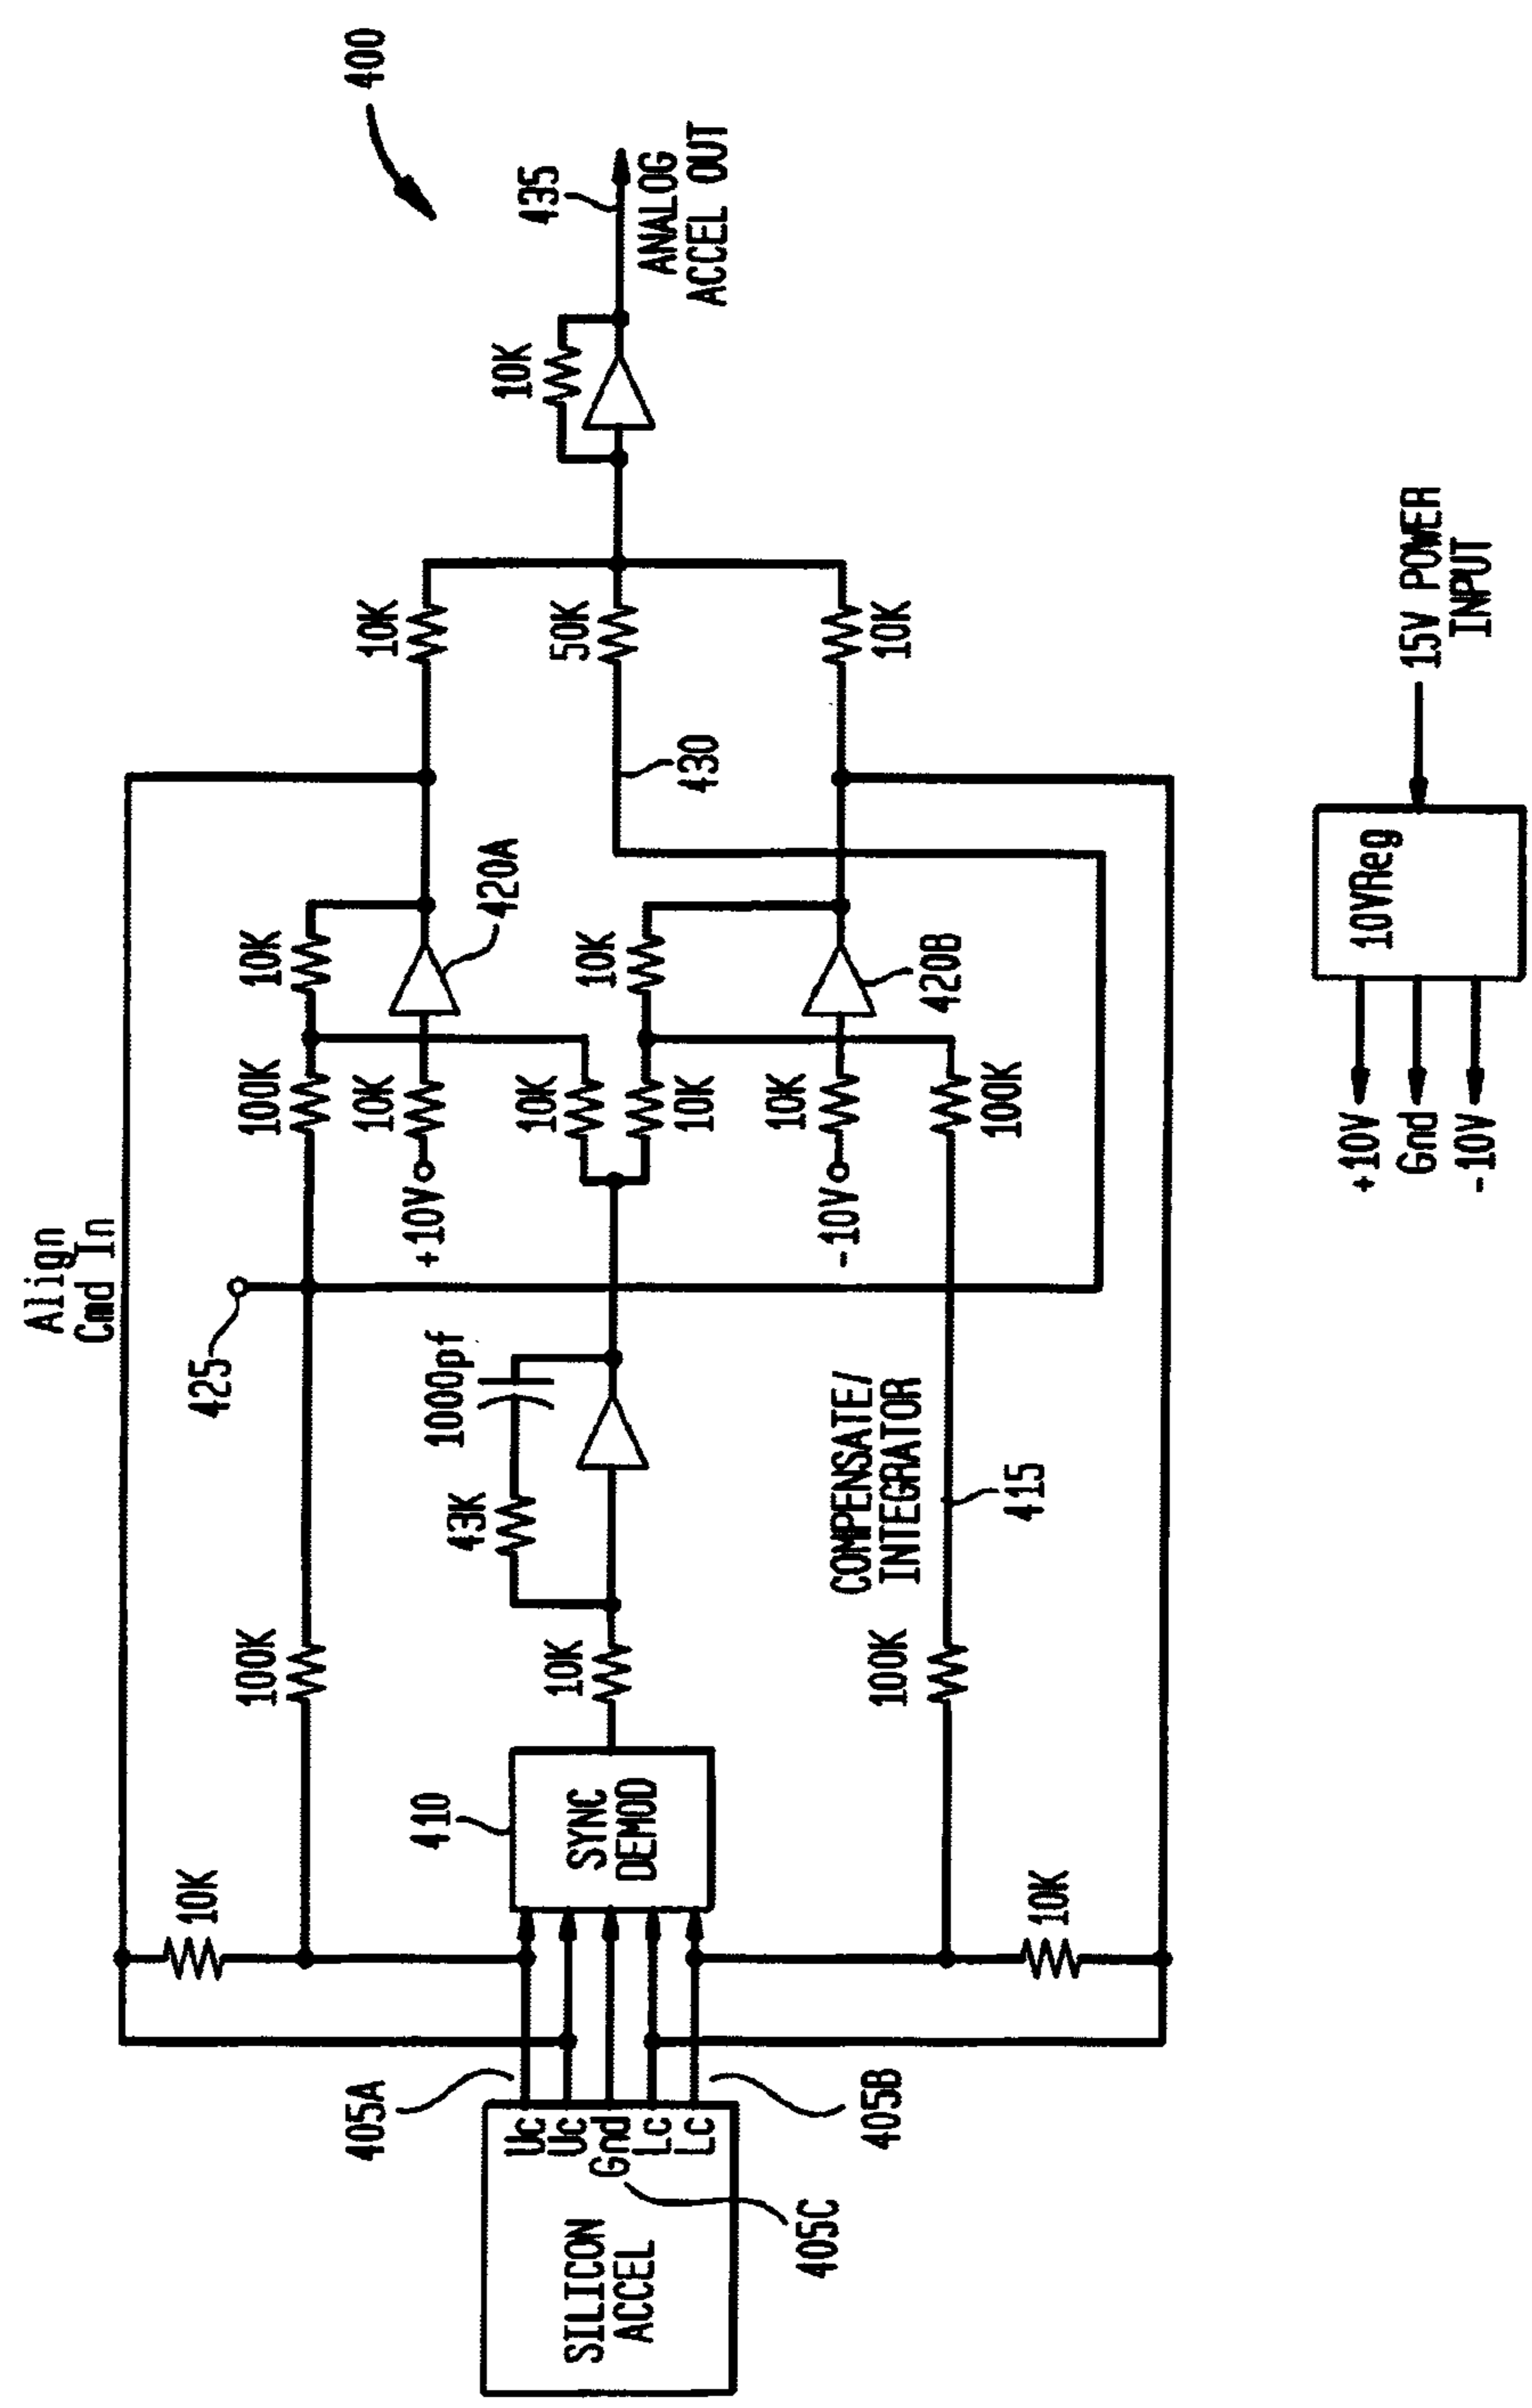 400
Align
Cmd In
425
10K
100K
100K
10K
10K
+10V
10K
420A
10K
10K
435
ANALOG
ACCEL OUT
405A
410
SYNC
DEMOD
10K
43K
1000pf
10K
10K
10K
50K
430
SILICON
ACCEL
Uc
Uc
Gnd
Lc
Lc
405C
405B
10K
100K
COMPENSATE/
INTEGRATOR
415
-10V
10K
100K
420B
10K
+10V
Gnd
-10V
10VReg
15V POWER
INPUT